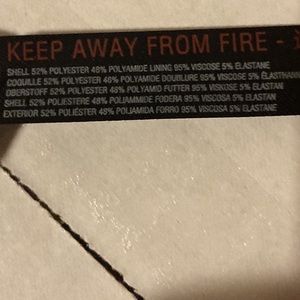 KEEP AWAY FROM FIRE -
SHELL 52% POLYESTER 48% POLYAMIDE LINING 95% VISCOSE 5% ELASTANE
COQUILLE 52% POLYESTER 48% POLYAMIDE DOUBLURE 95% VISCOSE 5% ÉLASTHAN
OBERSTOFF 52% POLYESTER 48% POLYAMID FUTTER 95% VISKOSE 5% ELASTAN
SHELL 52% POLIESTERE 48% POLIAMMIDE FODERA 95% VISCOSA 5% ELASTAN
EXTERIOR 52% POLIÉSTER 48% POLIAMIDA FORRO 95% VISCOSA 5% ELASTAN